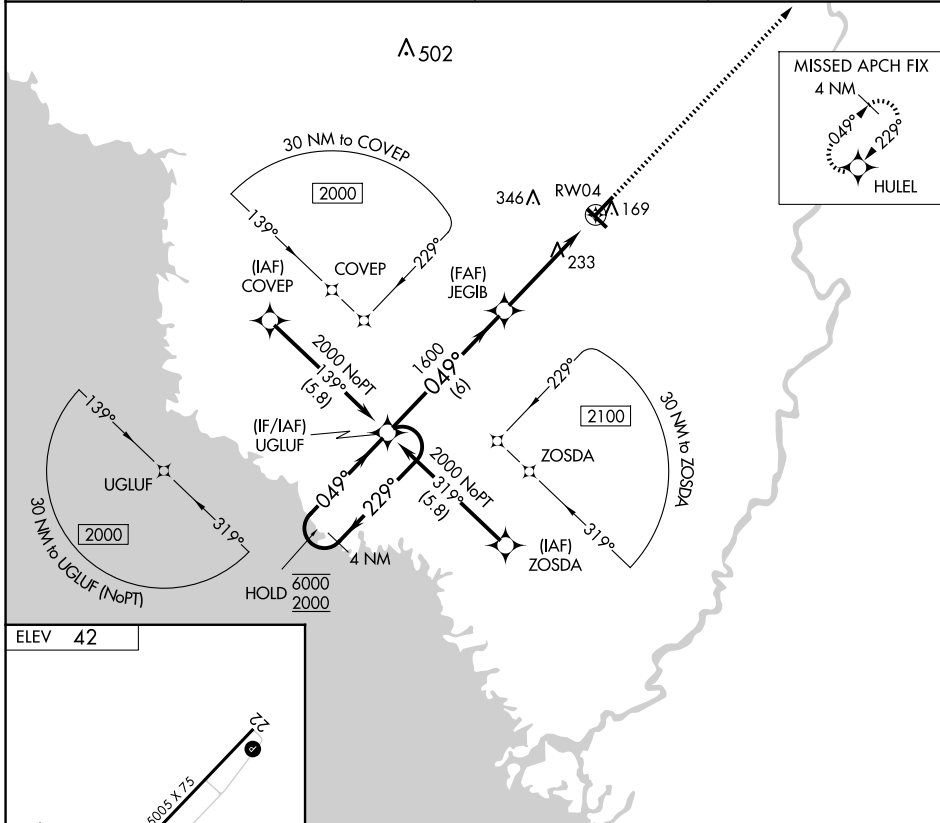 502
MISSED APCH FIX
4 NM
049°
229°
HULEL
30 NM to COVEP
2000
139°
229°
COVEP
346
RW04
169
233
(IAF)
COVEP
(FAF)
JEGIB
2000 NoPT
139°
(5.8)
1600
049°
(6)
(IF/IAF)
UGLUF
30 NM to ZOSDA
229°
2100
ZOSDA
319°
139°
UGLUF
319°
2000
30 NM to UGLUF (NoPT)
2000 NoPT
319°
(5.8)
049°
229°
4 NM
HOLD 6000
2000
(IAF)
ZOSDA
ELEV 42
22
P
5005 X 75